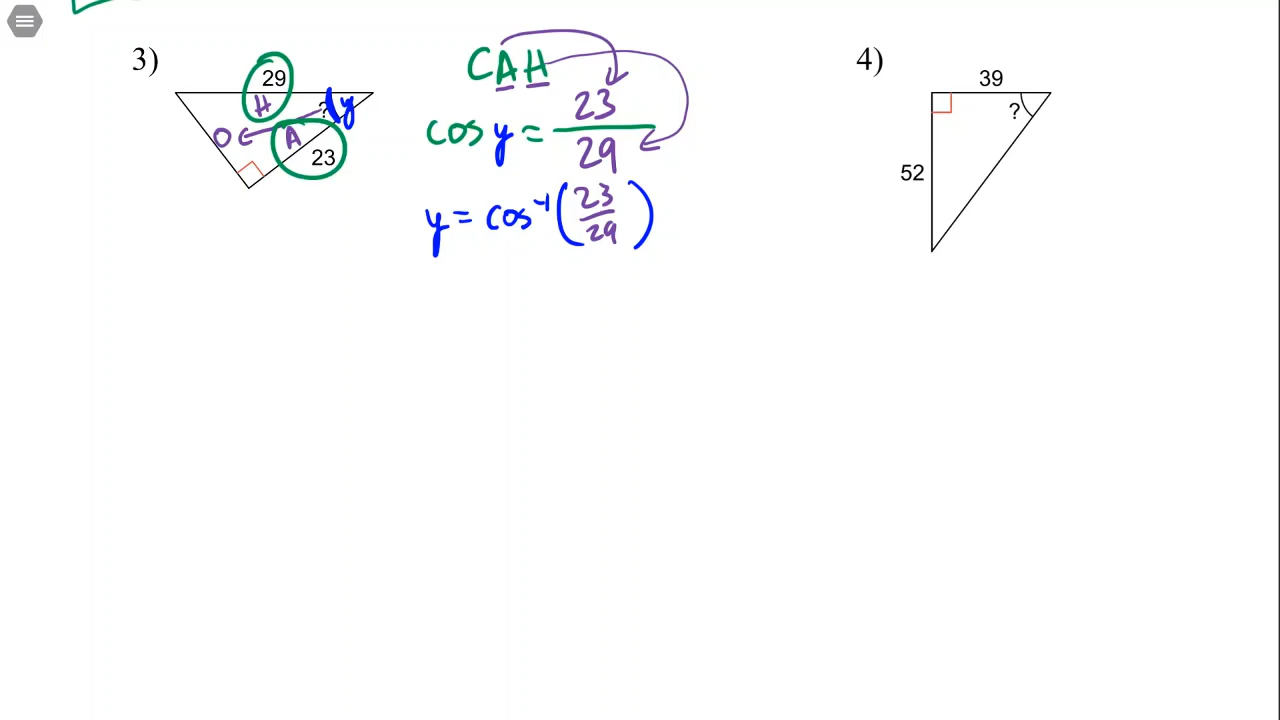 3)
29
H
?
y
O
A
23
CAH
cos y = 23/29
y = cos⁻¹(23/29)
4)
39
?
52